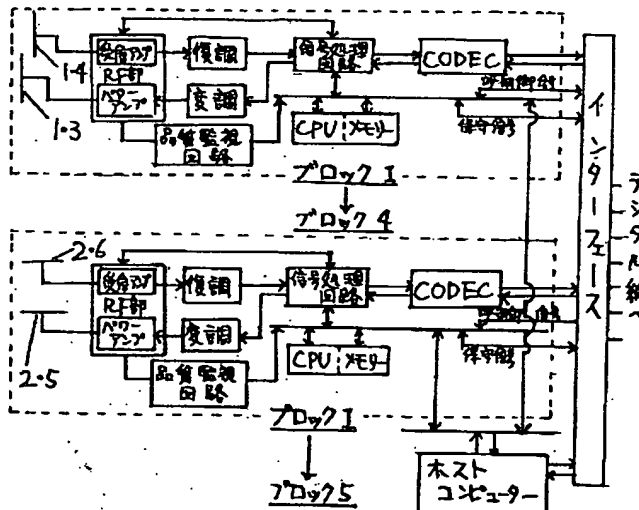 1・4
受信アンプ
RF部
パワーアンプ
1・3
復調
変調
品質監視回路
信号処理回路
CODEC
CPU
メモリー
呼制御信号
保守信号
ブロック1
ブロック4
2・6
受信アンプ
RF部
パワーアンプ
2・5
復調
変調
品質監視回路
信号処理回路
CODEC
CPU
メモリー
保守信号
ブロック1
ブロック5
インターフェース
ホストコンピューター